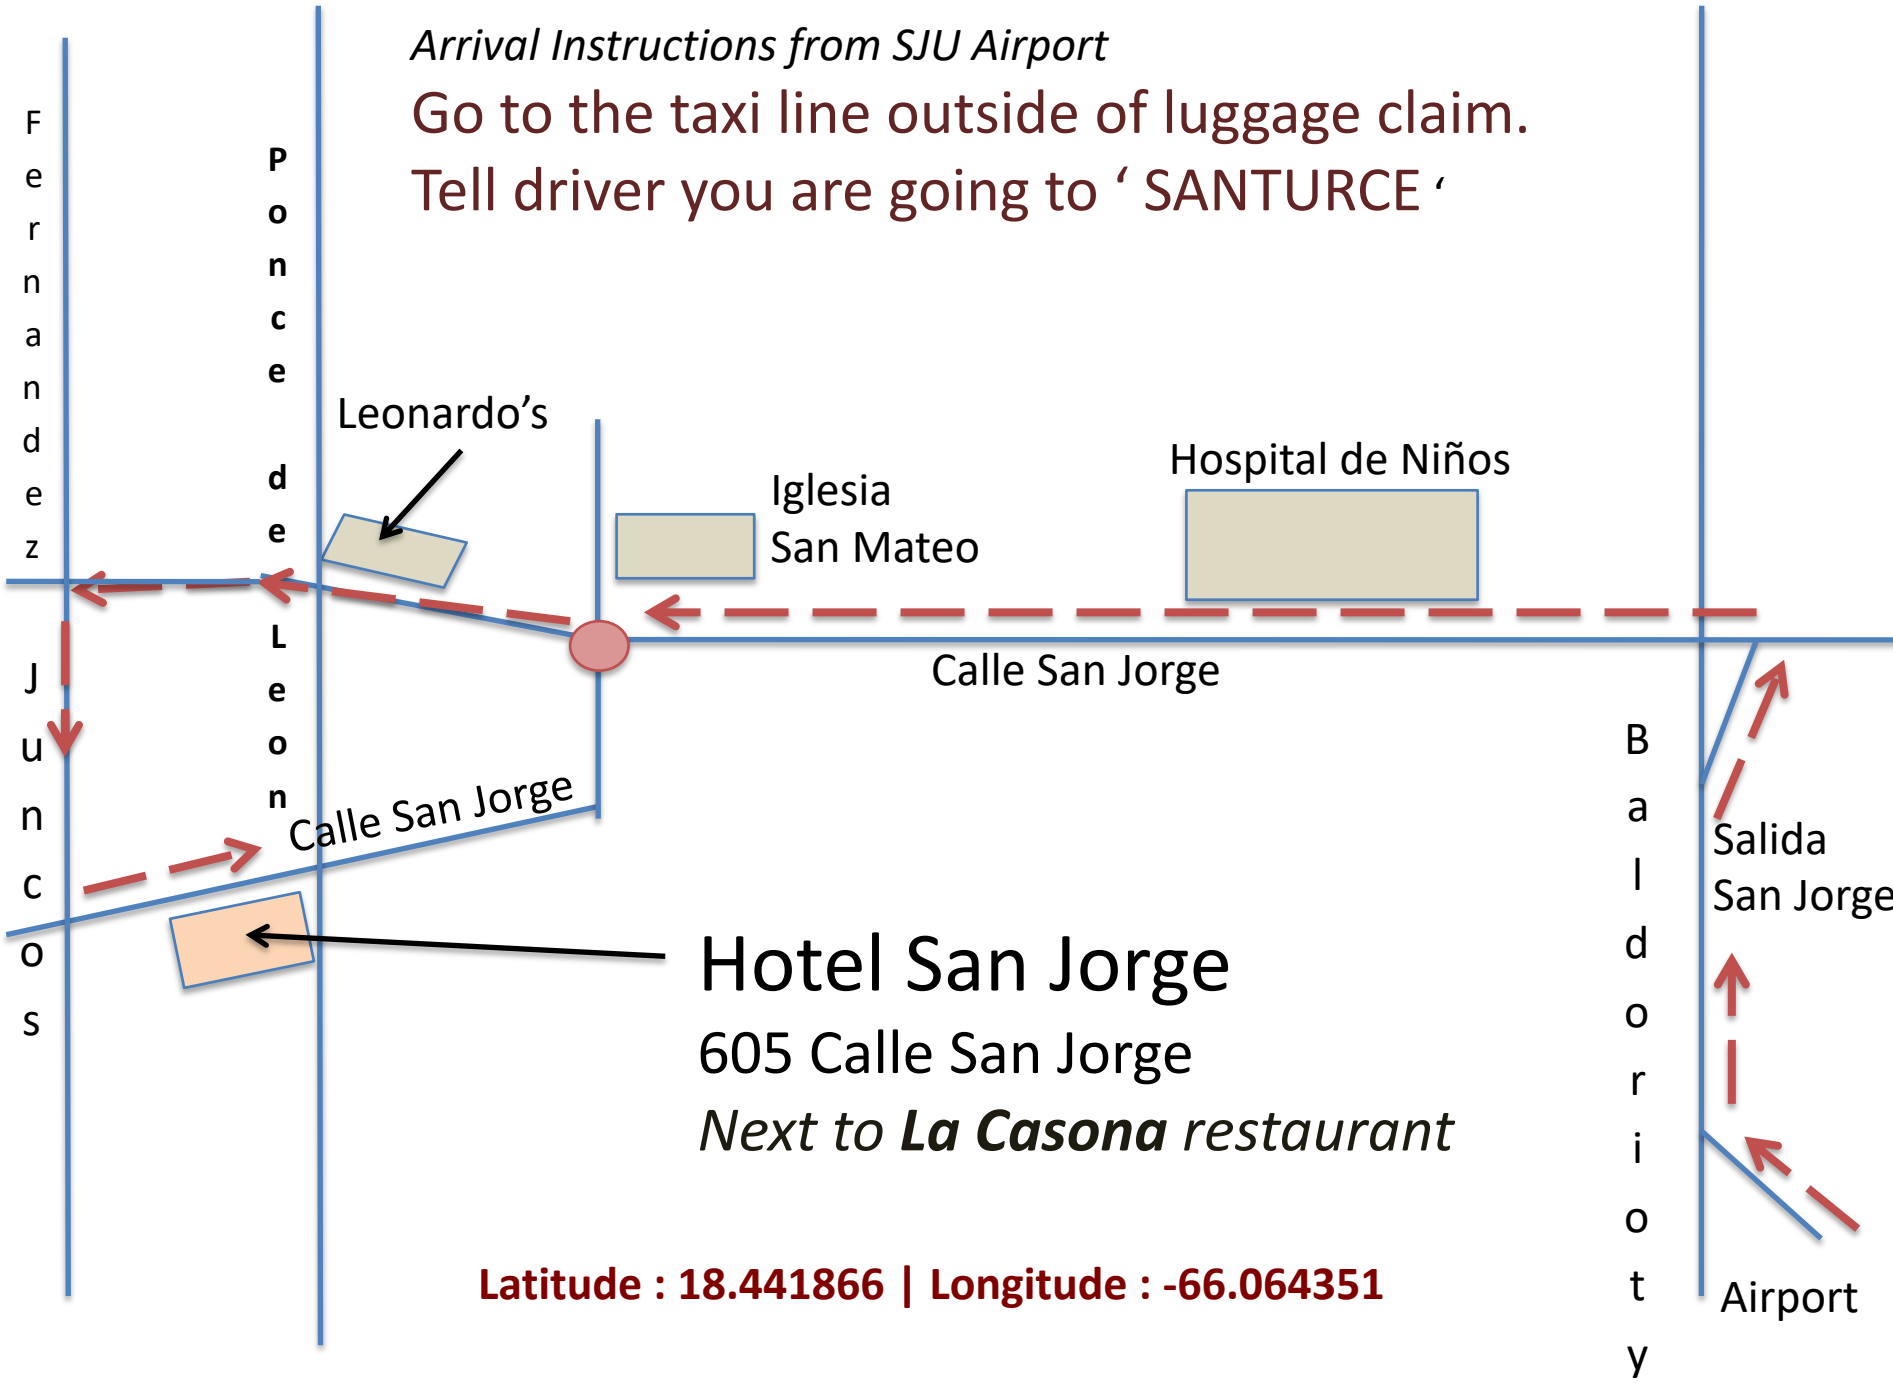 Arrival Instructions from SJU Airport
Go to the taxi line outside of luggage claim.
Tell driver you are going to ‘ SANTURCE ‘
Fernandez
Juncos
Ponce de Leon
Leonardo’s
Iglesia
San Mateo
Hospital de Niños
Calle San Jorge
Calle San Jorge
Baldorioty
Salida
San Jorge
Hotel San Jorge
605 Calle San Jorge
Next to La Casona restaurant
Latitude : 18.441866 | Longitude : -66.064351
Airport